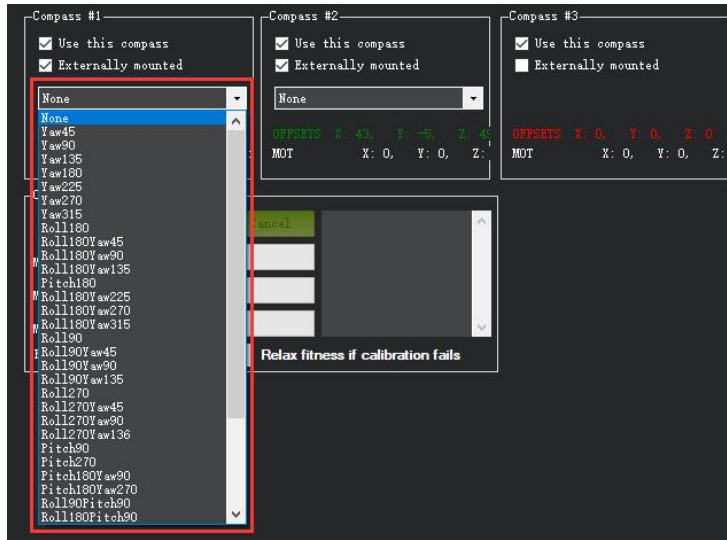 Compass #1
Compass #2
Compass #3
Use this compass
Use this compass
Use this compass
Externally mounted
Externally mounted
Externally mounted
None
None
OFFSETS X: 43, Y: -5, Z: 49
OFFSETS X: 0, Y: 0, Z: 0
MOT X: 0, Y: 0, Z:
MOT X: 0, Y: 0, Z:
None
Yaw45
Yaw90
Yaw135
Yaw180
Yaw225
Yaw270
Yaw315
Roll180
Roll180Yaw45
Roll180Yaw90
Roll180Yaw135
Pitch180
Roll180Yaw225
Roll180Yaw270
Roll180Yaw315
Roll90
Roll90Yaw45
Roll90Yaw90
Roll90Yaw135
Roll270
Roll270Yaw45
Roll270Yaw90
Roll270Yaw136
Pitch90
Pitch270
Pitch180Yaw90
Pitch180Yaw270
Roll90Pitch90
Roll180Pitch90
Cancel
Relax fitness if calibration fails